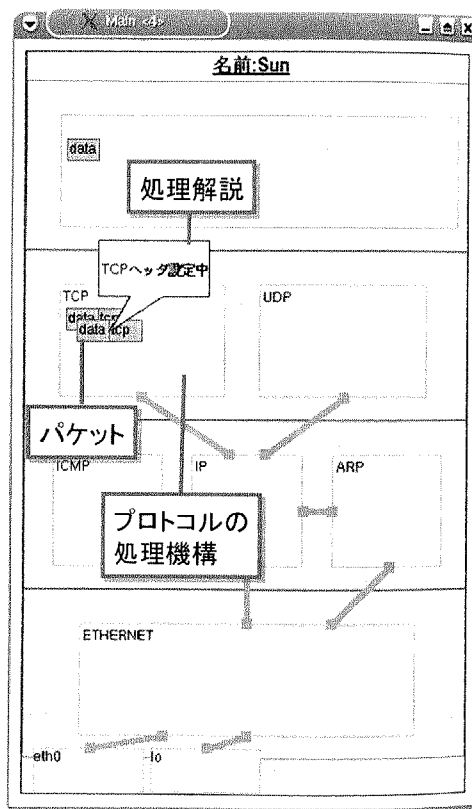 Main <4>
名前:Sun
data
処理解説
TCPヘッダ設定中
TCP
UDP
data tcp
data tcp
パケット
ICMP
IP
ARP
プロトコルの
処理機構
ETHERNET
eth0
lo